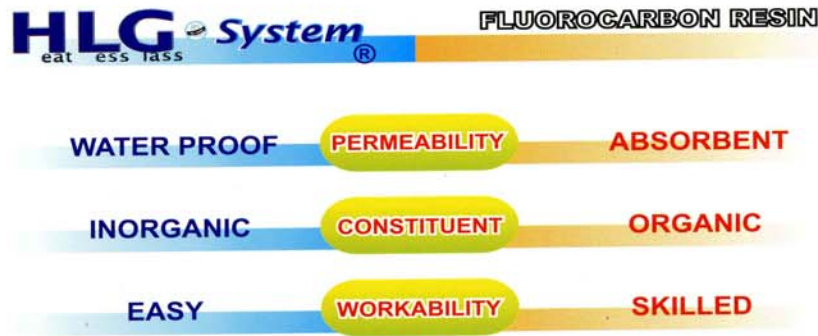 HLG System ® FLUOROCARBON RESIN
eat ess lass
WATER PROOF PERMEABILITY ABSORBENT
INORGANIC CONSTITUENT ORGANIC
EASY WORKABILITY SKILLED